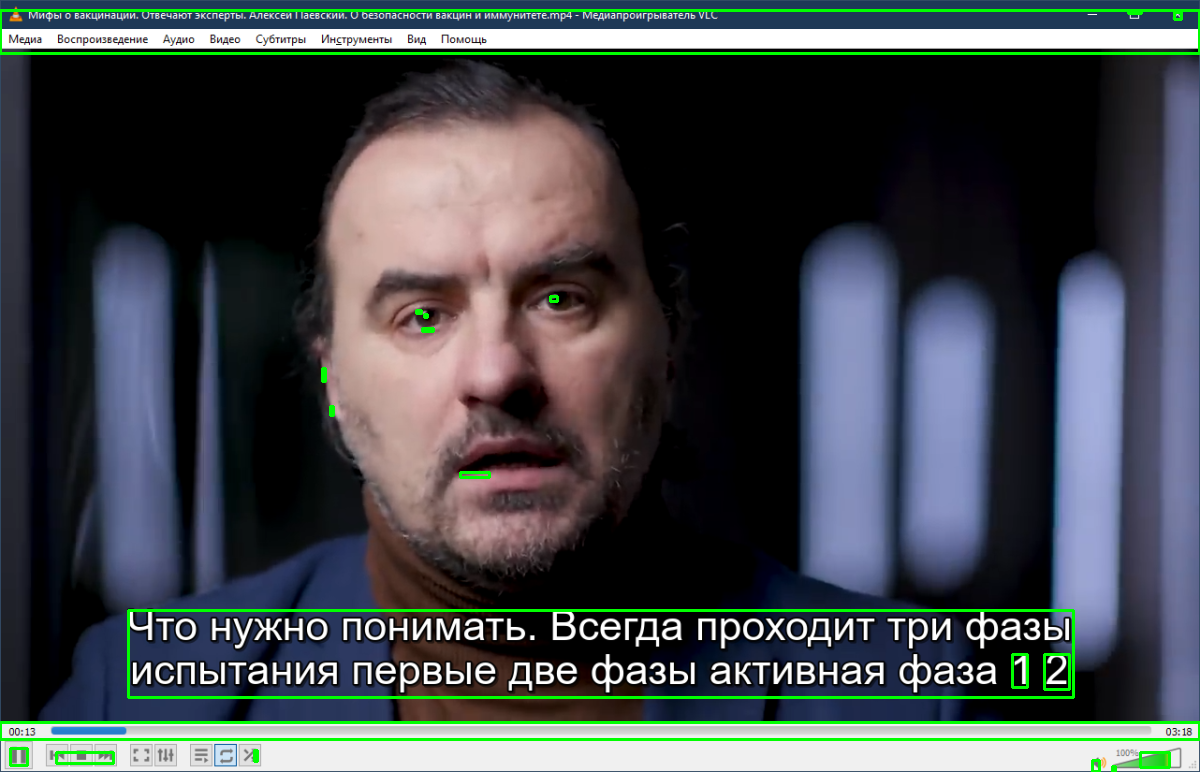 Мифы о вакцинации. Отвечают эксперты. Алексей Паевский. О безопасности вакцин и иммунитете.mp4 - Медиапроигрыватель VLC
Медиа Воспроизведение Аудио Видео Субтитры Инструменты Вид Помощь
Что нужно понимать. Всегда проходит три фазы
испытания первые две фазы активная фаза 1 2
00:13 03:18
100%